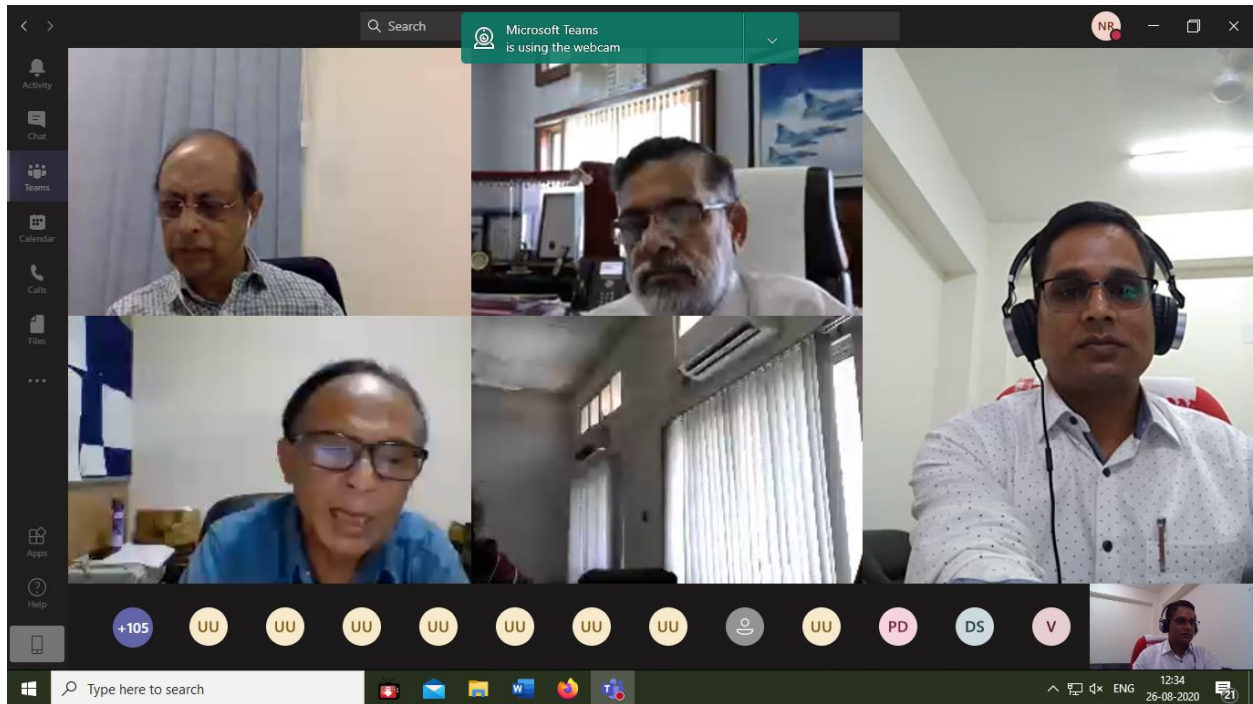 Search
Microsoft Teams
is using the webcam
NR
Activity
Chat
Teams
Calendar
Calls
Files
Apps
Help
+105
UU
UU
UU
UU
UU
UU
UU
UU
PD
DS
V
Type here to search
ENG
12:34
26-08-2020
21